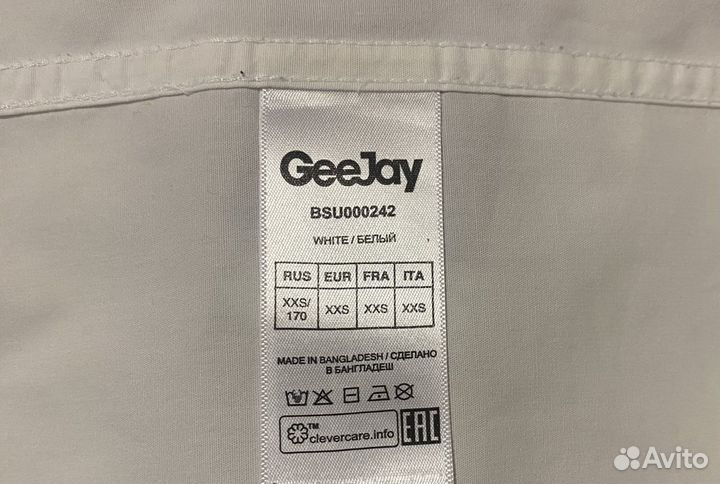 GeeJay
BSU000242
WHITE / БЕЛЫЙ
RUS EUR FRA ITA
XXS/170 XXS XXS XXS
MADE IN BANGLADESH / СДЕЛАНО
В БАНГЛАДЕШ
TM
clevercare.info
EAC
Avito